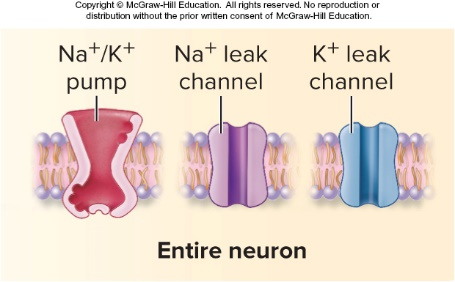 Copyright © McGraw-Hill Education. All rights reserved. No reproduction or
distribution without the prior written consent of McGraw-Hill Education.
Na⁺/K⁺ pump
Na⁺ leak channel
K⁺ leak channel
Entire neuron